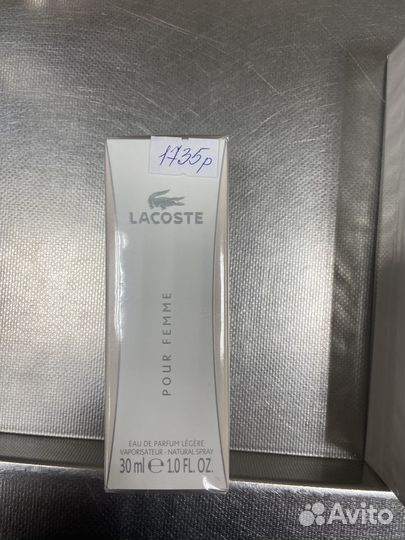 1735р
LACOSTE
POUR FEMME
EAU DE PARFUM LÉGÈRE
VAPORISATEUR - NATURAL SPRAY
30 ml ℮ 1.0 FL. OZ.
Avito